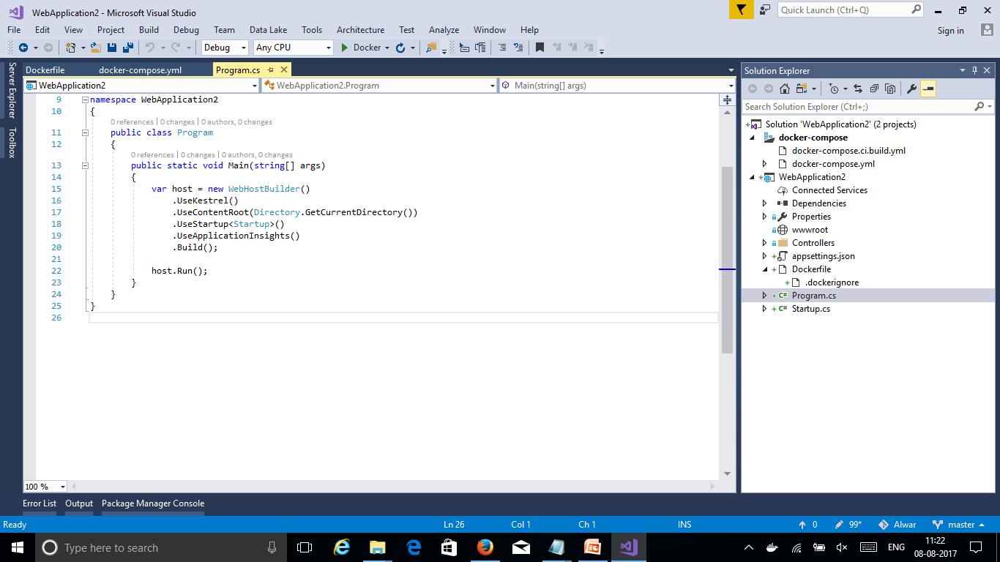 WebApplication2 - Microsoft Visual Studio
Quick Launch (Ctrl+Q)
File Edit View Project Build Debug Team Data Lake Tools Architecture Test Analyze Window Help
Sign in
Debug Any CPU Docker
Server Explorer
Toolbox
Dockerfile docker-compose.yml Program.cs
WebApplication2 WebApplication2.Program Main(string[] args)
9 namespace WebApplication2
10 {
0 references | 0 changes | 0 authors, 0 changes
11 public class Program
12 {
0 references | 0 changes | 0 authors, 0 changes
13 public static void Main(string[] args)
14 {
15 var host = new WebHostBuilder()
16 .UseKestrel()
17 .UseContentRoot(Directory.GetCurrentDirectory())
18 .UseStartup<Startup>()
19 .UseApplicationInsights()
20 .Build();
21
22 host.Run();
23 }
24 }
25 }
26
100 %
Solution Explorer
Search Solution Explorer (Ctrl+;)
Solution 'WebApplication2' (2 projects)
docker-compose
docker-compose.ci.build.yml
docker-compose.yml
WebApplication2
Connected Services
Dependencies
Properties
wwwroot
Controllers
appsettings.json
Dockerfile
.dockerignore
C# Program.cs
C# Startup.cs
Error List Output Package Manager Console
Ready Ln 26 Col 1 Ch 1 INS 0 99* Alwar master
Type here to search
ENG
11:22
08-08-2017